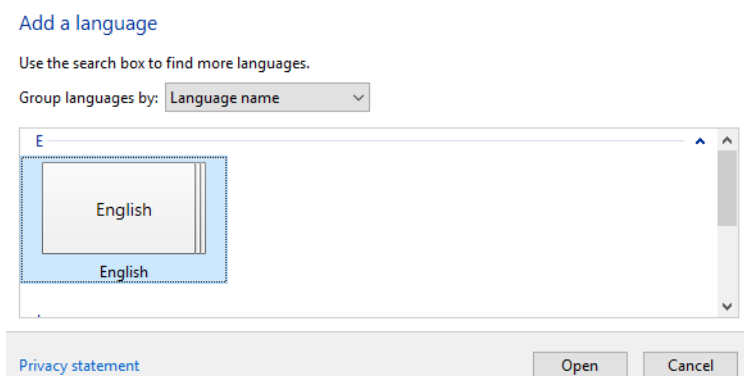 Add a language
Use the search box to find more languages.
Group languages by: Language name
E
English
English
Privacy statement Open Cancel